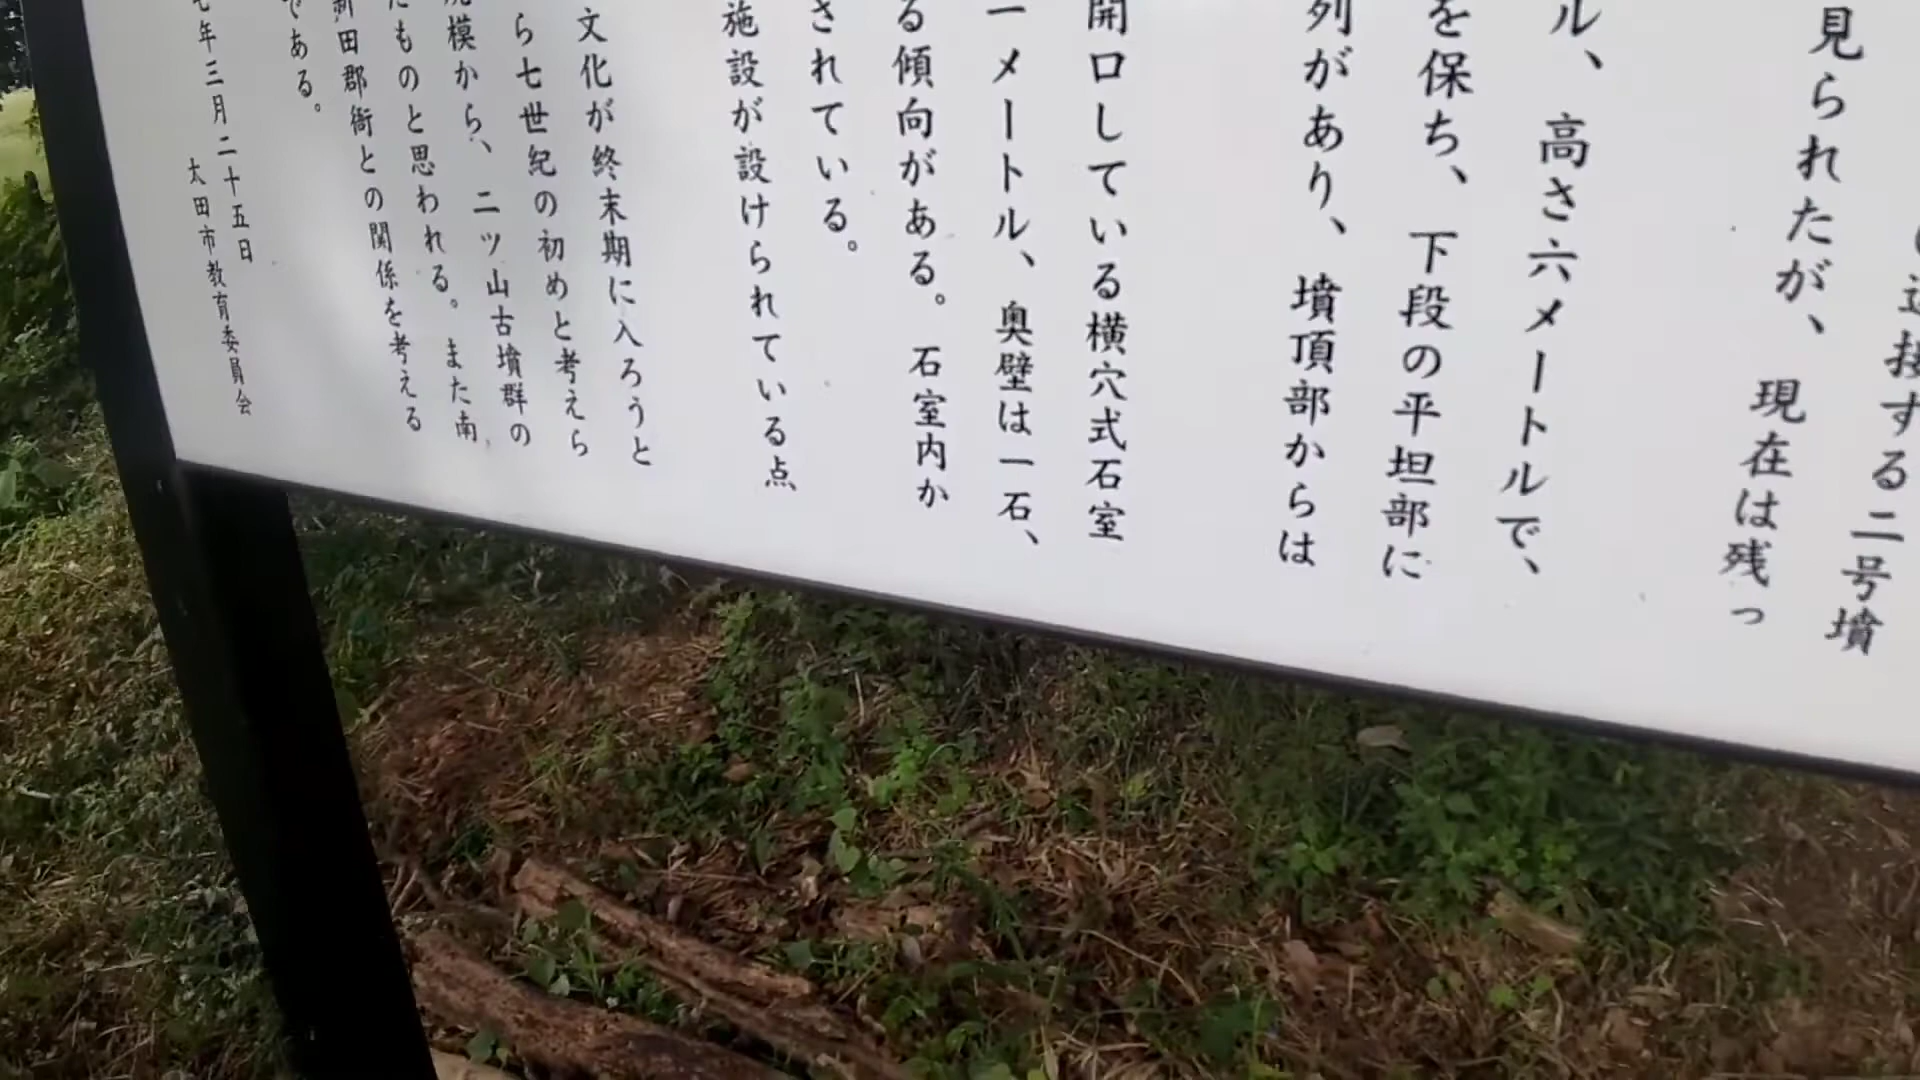 接する二号墳
見られたが、現在は残っ
ル、高さ六メートルで、
を保ち、下段の平坦部に
列があり、墳頂部からは
開口している横穴式石室
ーメートル、奥壁は一石、
る傾向がある。石室内か
されている。
施設が設けられている点
文化が終末期に入ろうと
ら七世紀の初めと考えら
規模から、二ツ山古墳群の
たものと思われる。また南
新田郡衙との関係を考える
である。
年三月二十五日
太田市教育委員会